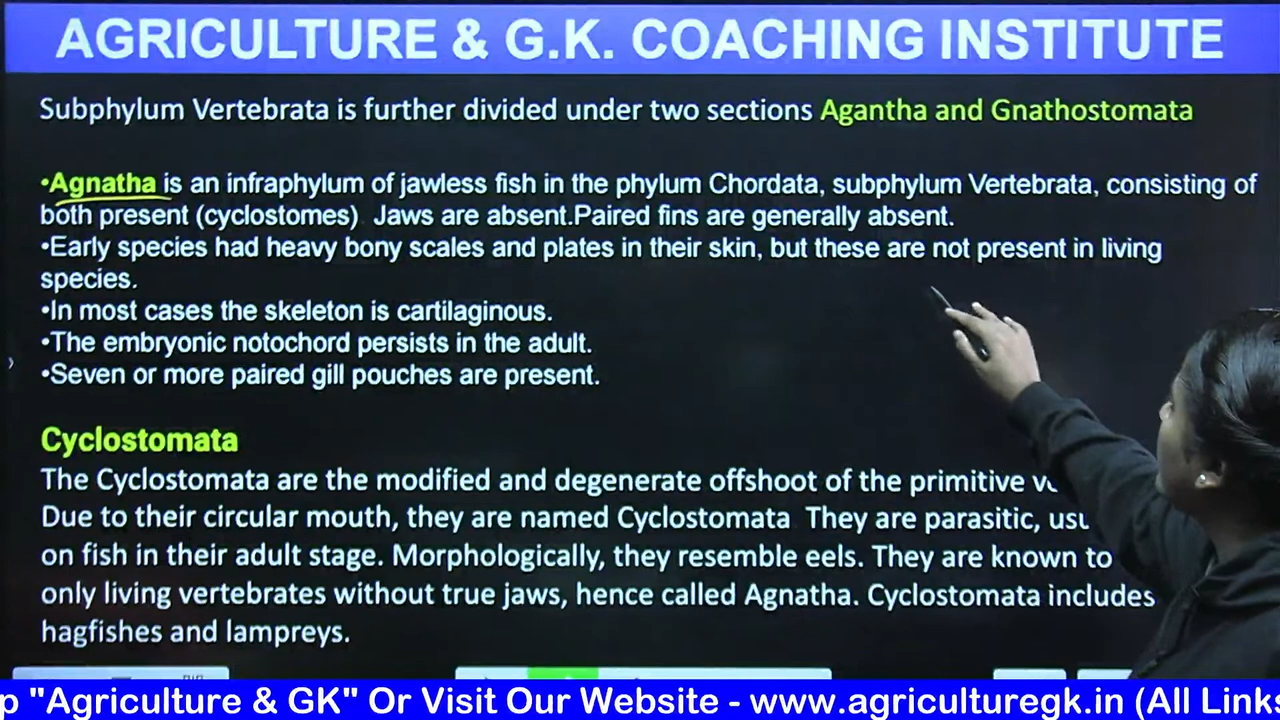 AGRICULTURE & G.K. COACHING INSTITUTE
Subphylum Vertebrata is further divided under two sections Agantha and Gnathostomata
•Agnatha is an infraphylum of jawless fish in the phylum Chordata, subphylum Vertebrata, consisting of
both present (cyclostomes) Jaws are absent.Paired fins are generally absent.
•Early species had heavy bony scales and plates in their skin, but these are not present in living
species.
•In most cases the skeleton is cartilaginous.
•The embryonic notochord persists in the adult.
•Seven or more paired gill pouches are present.
Cyclostomata
The Cyclostomata are the modified and degenerate offshoot of the primitive
Due to their circular mouth, they are named Cyclostomata They are parasitic,
on fish in their adult stage. Morphologically, they resemble eels. They are known to
only living vertebrates without true jaws, hence called Agnatha. Cyclostomata includes
hagfishes and lampreys.
"Agriculture & GK" Or Visit Our Website - www.agriculturegk.in (All Links